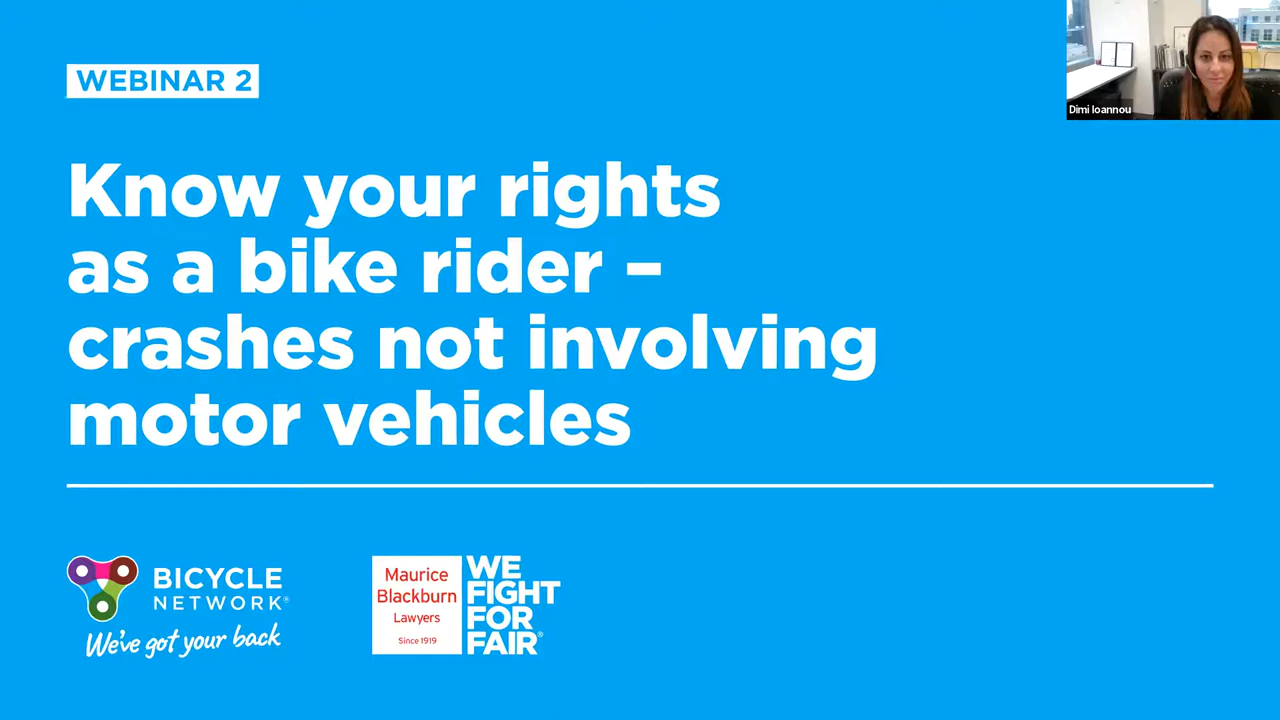 WEBINAR 2
Dimi Ioannou
Know your rights
as a bike rider –
crashes not involving
motor vehicles
BICYCLE
NETWORK®
We've got your back
Maurice
Blackburn
Lawyers
Since 1919
WE
FIGHT
FOR
FAIR®